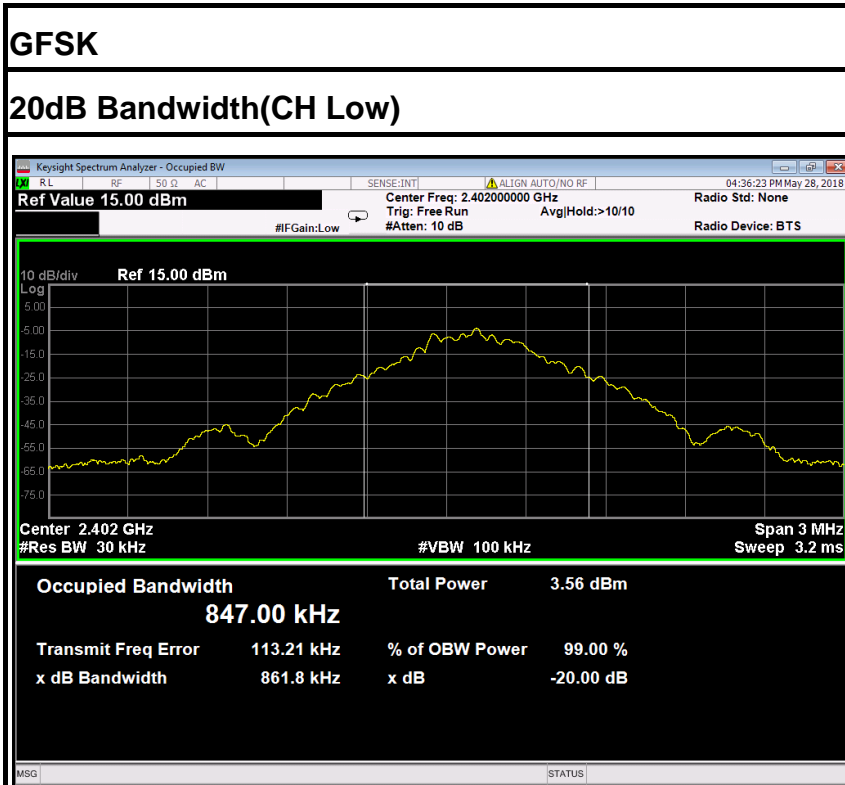 GFSK
20dB Bandwidth(CH Low)
Keysight Spectrum Analyzer - Occupied BW
LXI RL RF 50 Ω AC SENSE:INT ALIGN AUTO/NO RF 04:36:23 PM May 28, 2018
Ref Value 15.00 dBm Center Freq: 2.402000000 GHz Radio Std: None
Trig: Free Run Avg|Hold:>10/10
#IFGain:Low #Atten: 10 dB Radio Device: BTS
10 dB/div Ref 15.00 dBm
Log
5.00
-5.00
-15.0
-25.0
-35.0
-45.0
-55.0
-65.0
-75.0
Center 2.402 GHz Span 3 MHz
#Res BW 30 kHz #VBW 100 kHz Sweep 3.2 ms
Occupied Bandwidth Total Power 3.56 dBm
847.00 kHz
Transmit Freq Error 113.21 kHz % of OBW Power 99.00 %
x dB Bandwidth 861.8 kHz x dB -20.00 dB
MSG STATUS